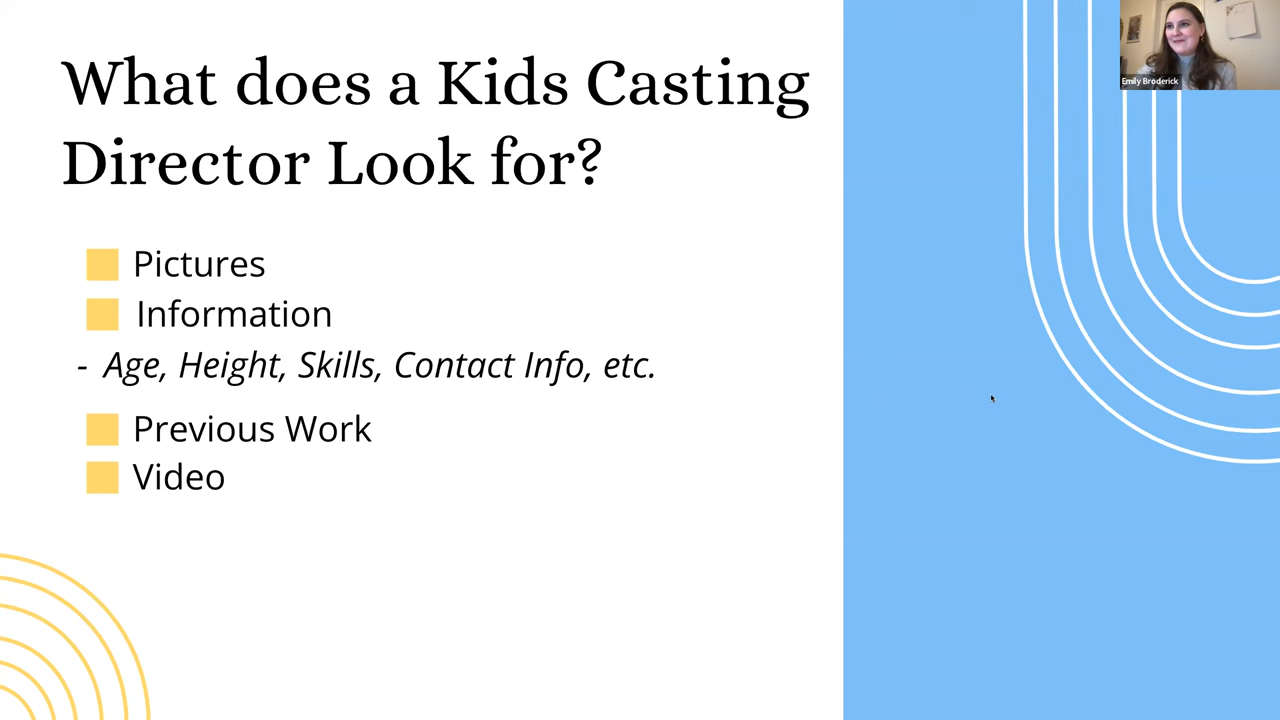 What does a Kids Casting
Director Look for?
Pictures
Information
- Age, Height, Skills, Contact Info, etc.
Previous Work
Video
Emily Broderick